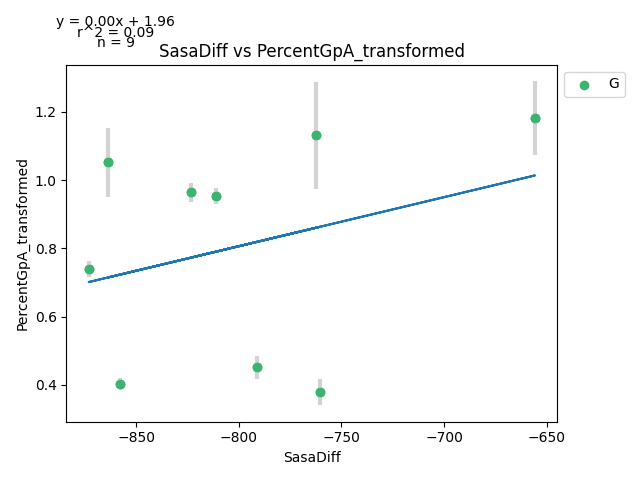 y = 0.00x + 1.96
r^2 = 0.09
n = 9
SasaDiff vs PercentGpA_transformed
G
PercentGpA_transformed
1.2
1.0
0.8
0.6
0.4
−850
−800
−750
−700
−650
SasaDiff